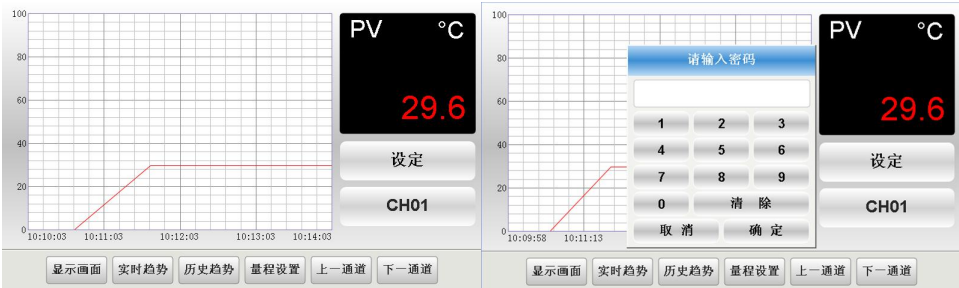 100
80
60
40
20
0
10:10:03 10:11:03 10:12:03 10:13:03 10:14:03
PV °C
29.6
设定
CH01
显示画面 实时趋势 历史趋势 量程设置 上一通道 下一通道
100
80
60
40
20
0
10:09:58 10:11:13
请输入密码
1 2 3
4 5 6
7 8 9
0 清 除
取 消 确 定
PV °C
29.6
设定
CH01
显示画面 实时趋势 历史趋势 量程设置 上一通道 下一通道